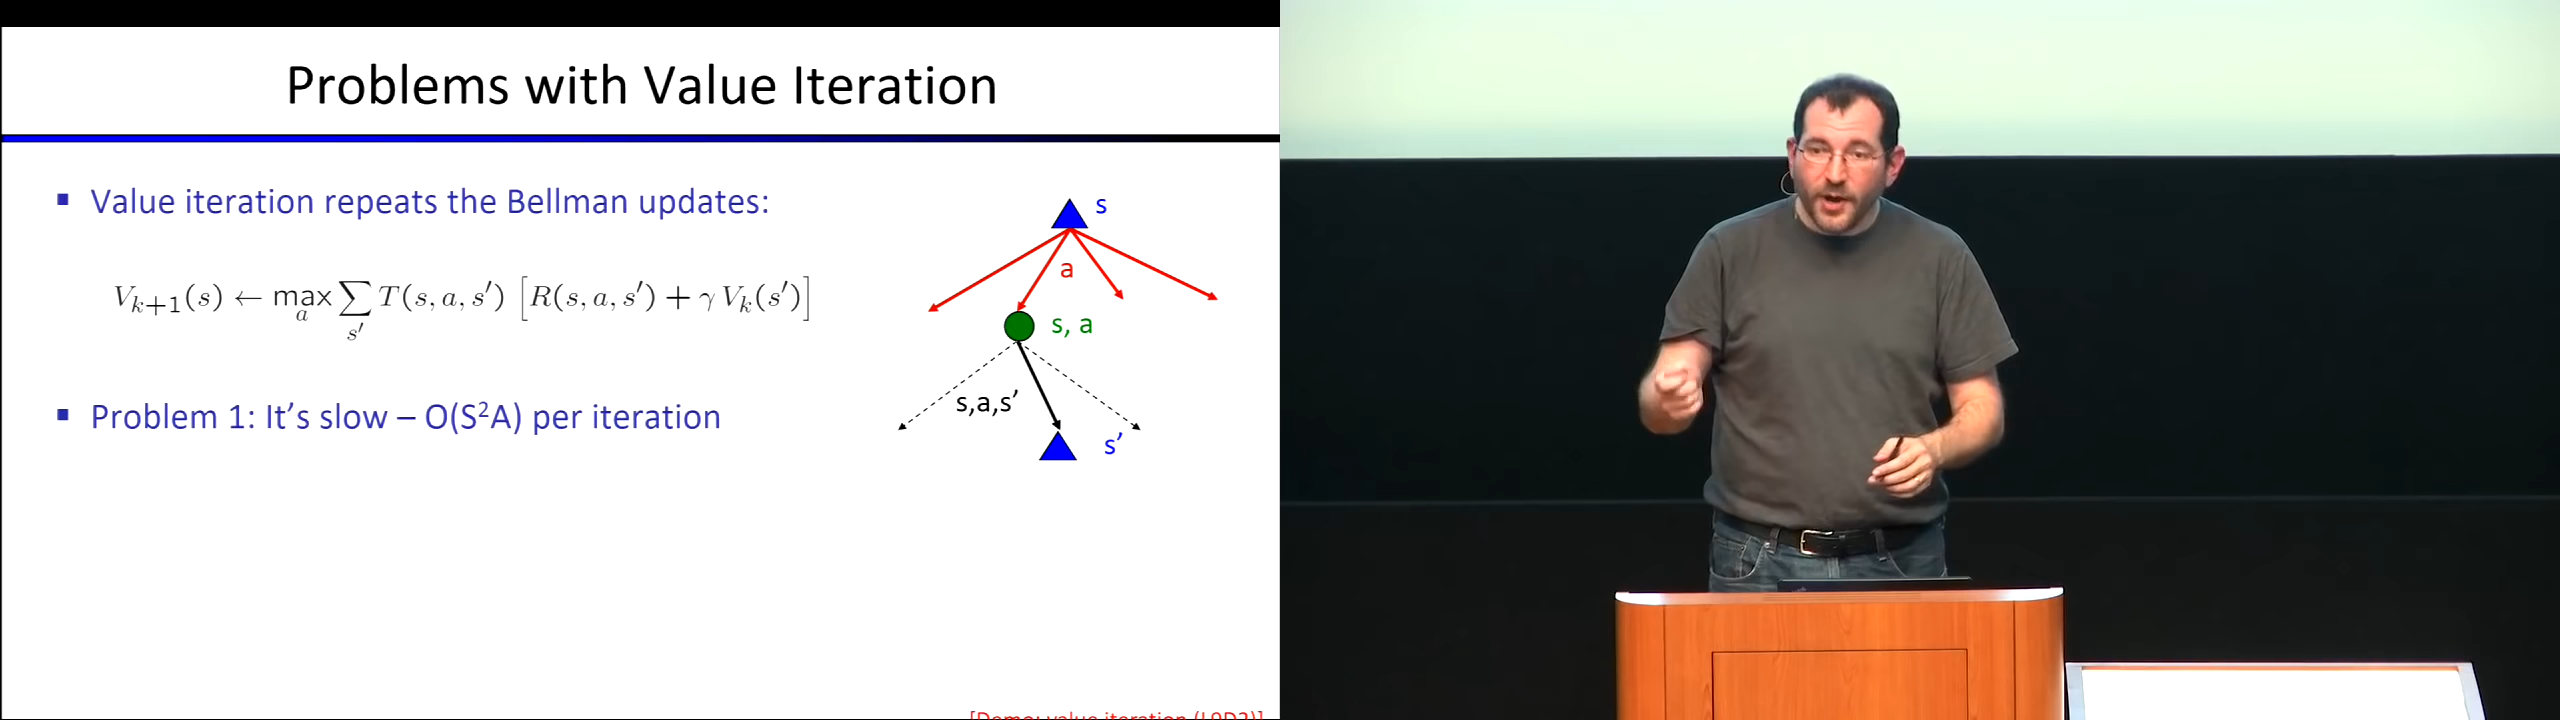 Problems with Value Iteration
▪ Value iteration repeats the Bellman updates:
V_{k+1}(s) ← max_a ∑_{s'} T(s, a, s') [R(s, a, s') + γ V_k(s')]
▪ Problem 1: It's slow – O(S²A) per iteration
s
a
s, a
s,a,s'
s'
[Demo: value iteration (L9D2)]